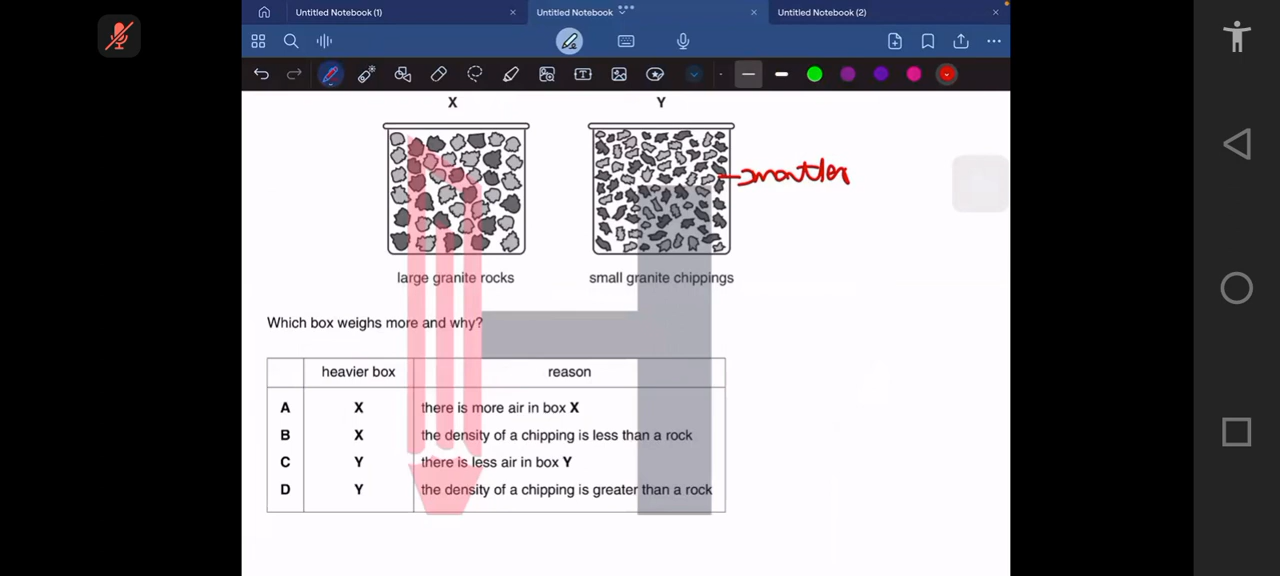 Untitled Notebook (1)
Untitled Notebook
Untitled Notebook (2)
X
Y
large granite rocks
small granite chippings
Which box weighs more and why?
heavier box reason
A X there is more air in box X
B X the density of a chipping is less than a rock
C Y there is less air in box Y
D Y the density of a chipping is greater than a rock